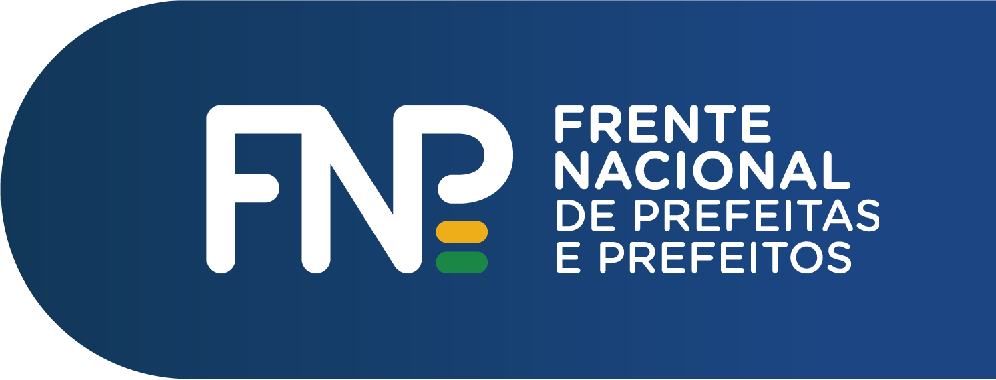 FNP
FRENTE
NACIONAL
DE PREFEITAS
E PREFEITOS